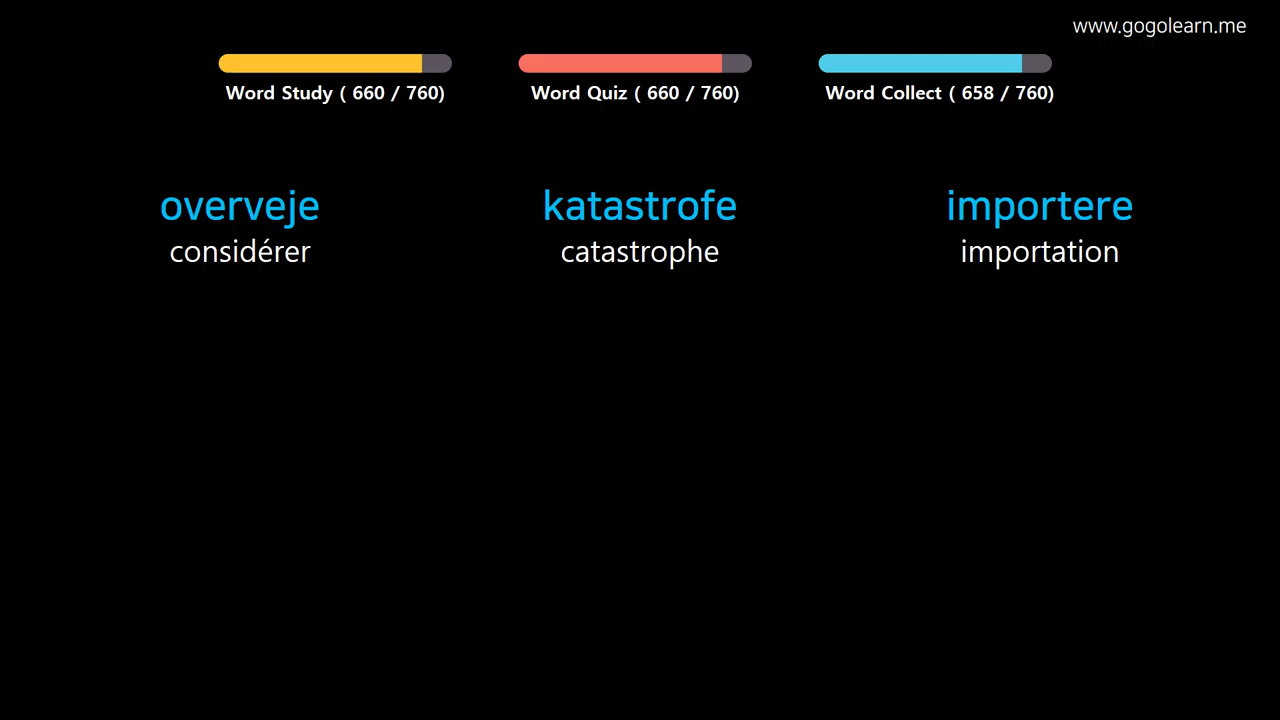 www.gogolearn.me
Word Study ( 660 / 760)
Word Quiz ( 660 / 760)
Word Collect ( 658 / 760)
overveje
considérer
katastrofe
catastrophe
importere
importation